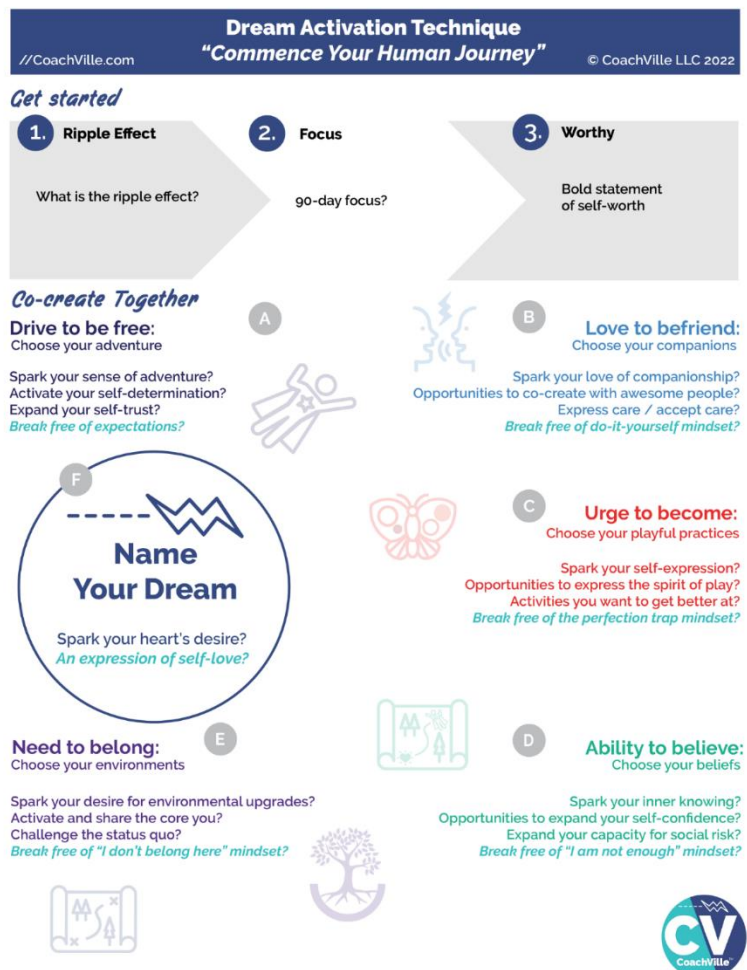 Dream Activation Technique
“Commence Your Human Journey”
//CoachVille.com
© CoachVille LLC 2022
Get started
1. Ripple Effect
What is the ripple effect?
2. Focus
90-day focus?
3. Worthy
Bold statement
of self-worth
Co-create Together
A
Drive to be free:
Choose your adventure
Spark your sense of adventure?
Activate your self-determination?
Expand your self-trust?
Break free of expectations?
B
Love to befriend:
Choose your companions
Spark your love of companionship?
Opportunities to co-create with awesome people?
Express care / accept care?
Break free of do-it-yourself mindset?
C
Urge to become:
Choose your playful practices
Spark your self-expression?
Opportunities to express the spirit of play?
Activities you want to get better at?
Break free of the perfection trap mindset?
F
Name
Your Dream
Spark your heart's desire?
An expression of self-love?
D
Ability to believe:
Choose your beliefs
Spark your inner knowing?
Opportunities to expand your self-confidence?
Expand your capacity for social risk?
Break free of “I am not enough” mindset?
E
Need to belong:
Choose your environments
Spark your desire for environmental upgrades?
Activate and share the core you?
Challenge the status quo?
Break free of “I don't belong here” mindset?
CV
CoachVille